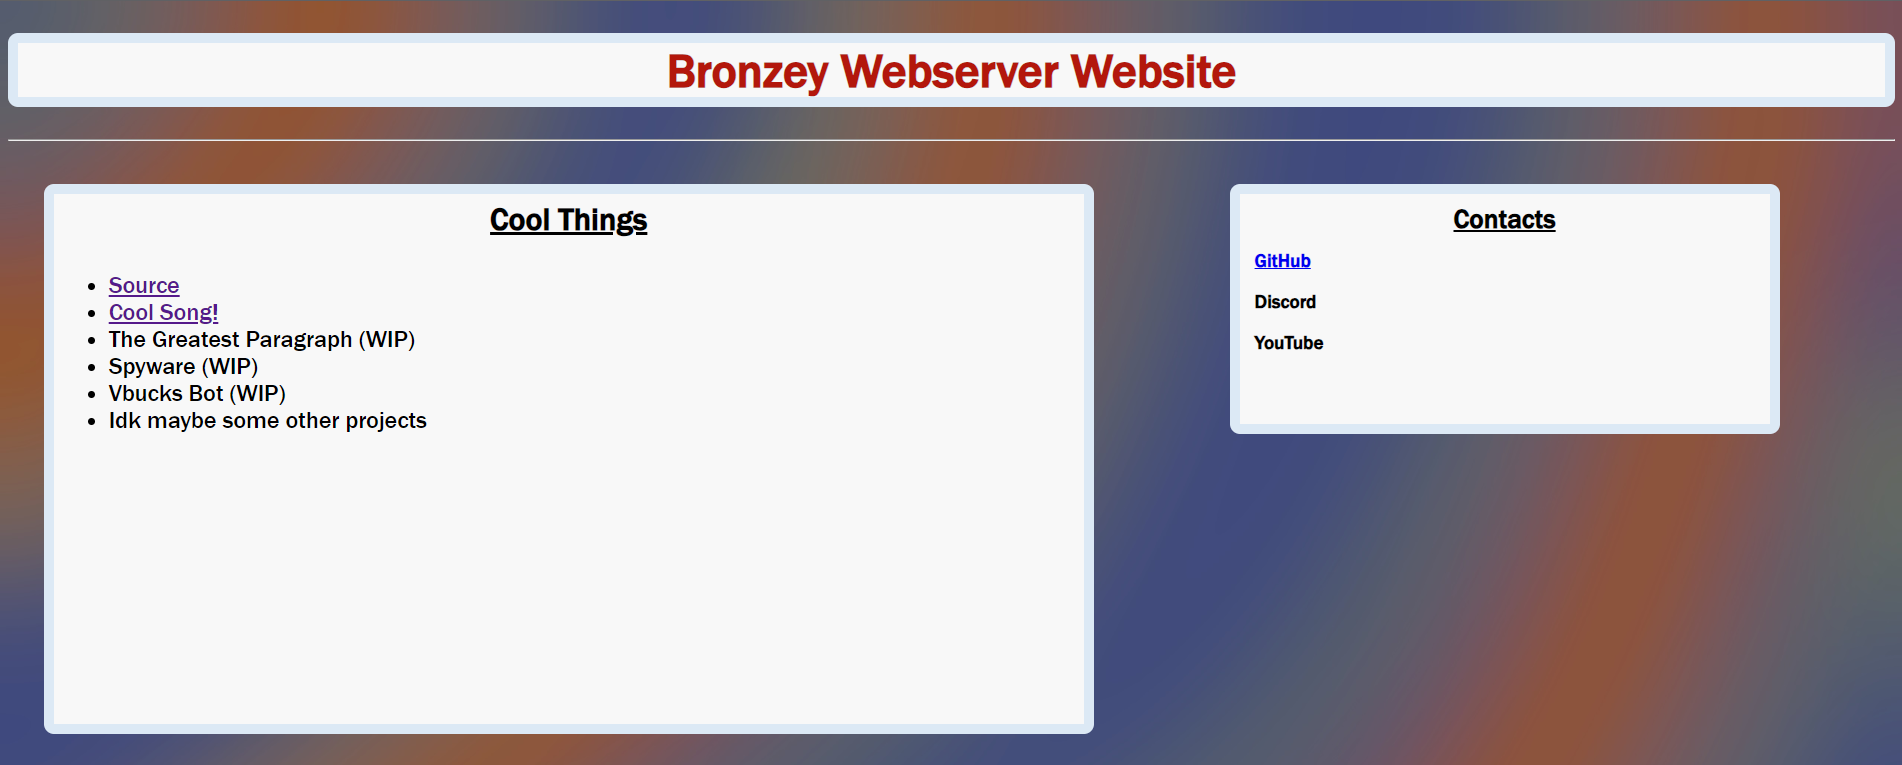 Bronzey Webserver Website
Cool Things
Source
Cool Song!
The Greatest Paragraph (WIP)
Spyware (WIP)
Vbucks Bot (WIP)
Idk maybe some other projects
Contacts
GitHub
Discord
YouTube